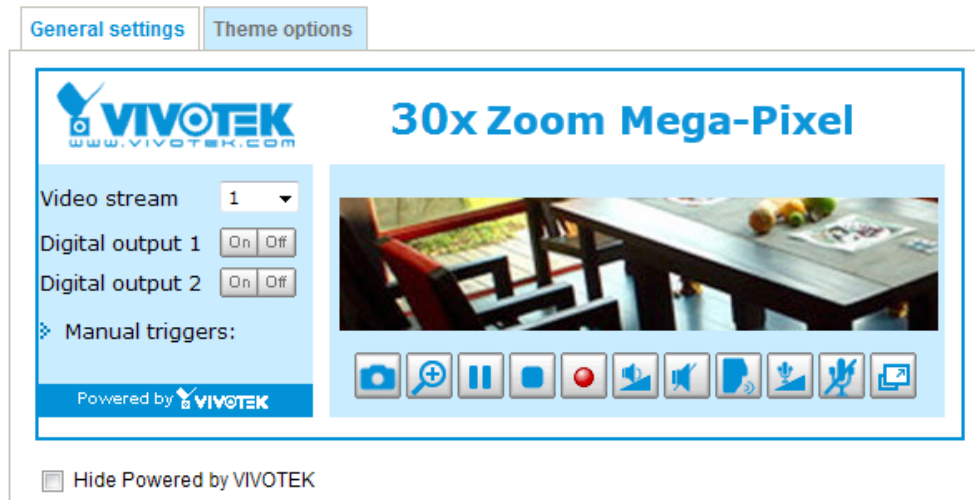 General settings
Theme options
VIVOTEK
www.vivotek.com
30x Zoom Mega-Pixel
Video stream 1
Digital output 1 On Off
Digital output 2 On Off
Manual triggers:
Powered by VIVOTEK
Hide Powered by VIVOTEK